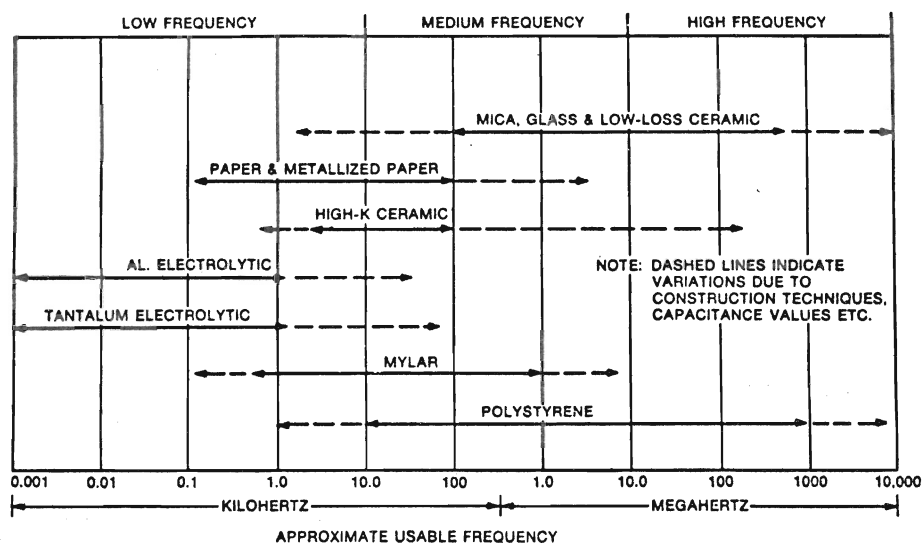 LOW FREQUENCY MEDIUM FREQUENCY HIGH FREQUENCY
MICA, GLASS & LOW-LOSS CERAMIC
PAPER & METALLIZED PAPER
HIGH-K CERAMIC
AL. ELECTROLYTIC
NOTE: DASHED LINES INDICATE
VARIATIONS DUE TO
CONSTRUCTION TECHNIQUES,
CAPACITANCE VALUES ETC.
TANTALUM ELECTROLYTIC
MYLAR
POLYSTYRENE
0.001 0.01 0.1 1.0 10.0 100 1.0 10.0 100 1000 10.000
KILOHERTZ MEGAHERTZ
APPROXIMATE USABLE FREQUENCY